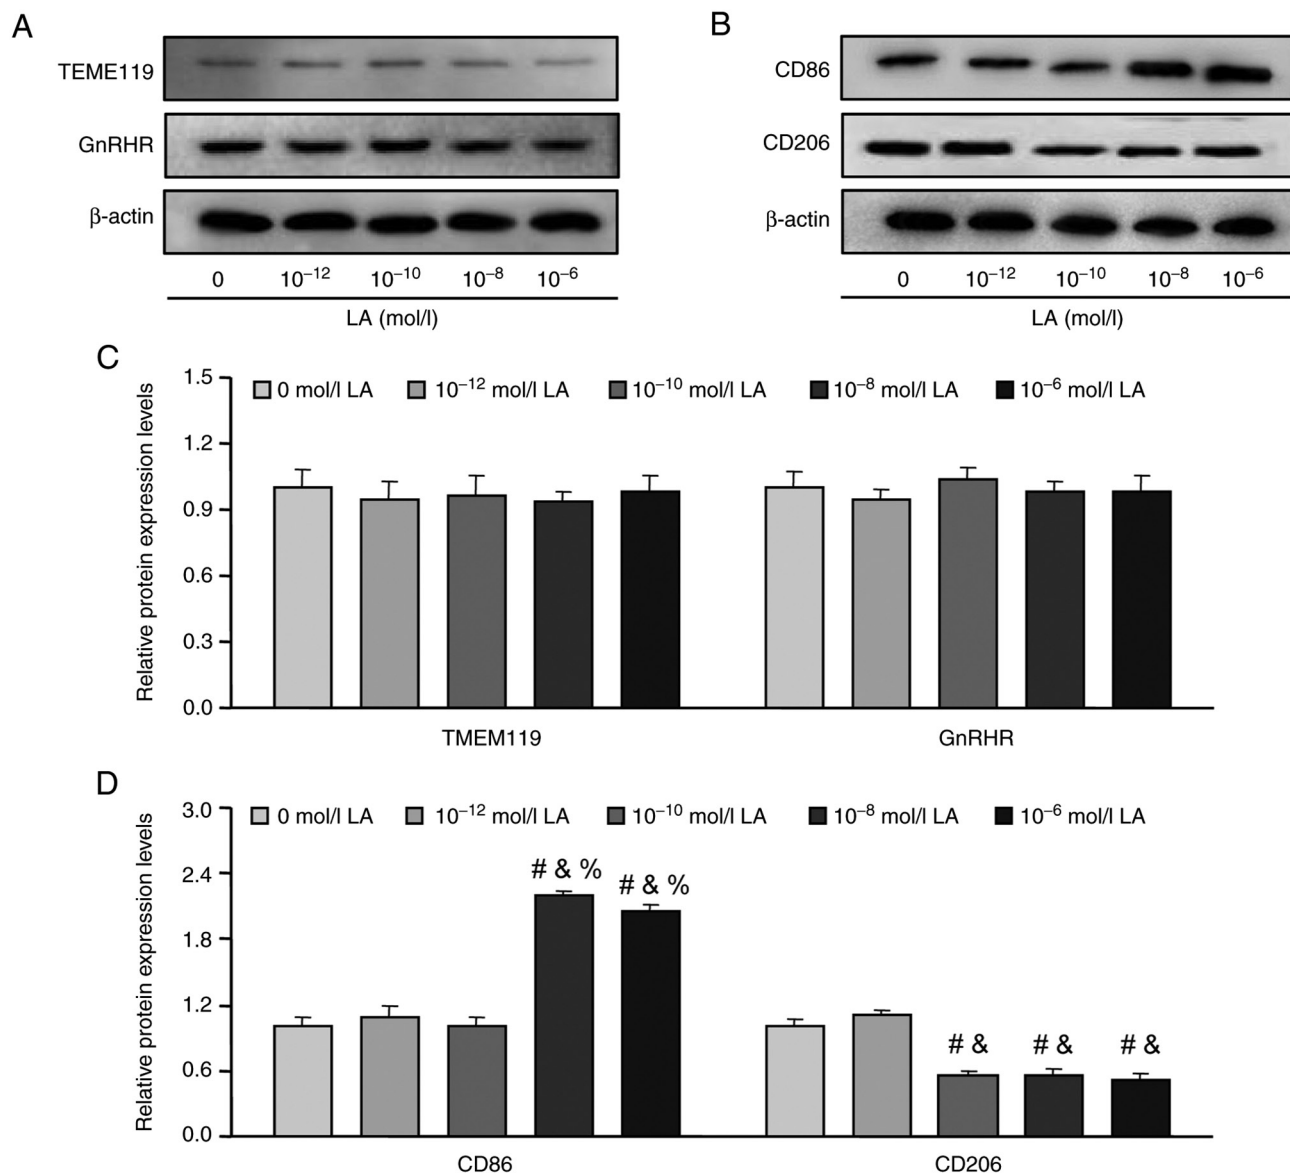 A
TEME119
GnRHR
β-actin
0 10⁻¹² 10⁻¹⁰ 10⁻⁸ 10⁻⁶
LA (mol/l)
B
CD86
CD206
β-actin
0 10⁻¹² 10⁻¹⁰ 10⁻⁸ 10⁻⁶
LA (mol/l)
C
Relative protein expression levels
1.5
1.2
0.9
0.6
0.3
0.0
0 mol/l LA 10⁻¹² mol/l LA 10⁻¹⁰ mol/l LA 10⁻⁸ mol/l LA 10⁻⁶ mol/l LA
TMEM119 GnRHR
D
Relative protein expression levels
3.0
2.4
1.8
1.2
0.6
0.0
0 mol/l LA 10⁻¹² mol/l LA 10⁻¹⁰ mol/l LA 10⁻⁸ mol/l LA 10⁻⁶ mol/l LA
# & % # & %
# & # & # &
CD86 CD206